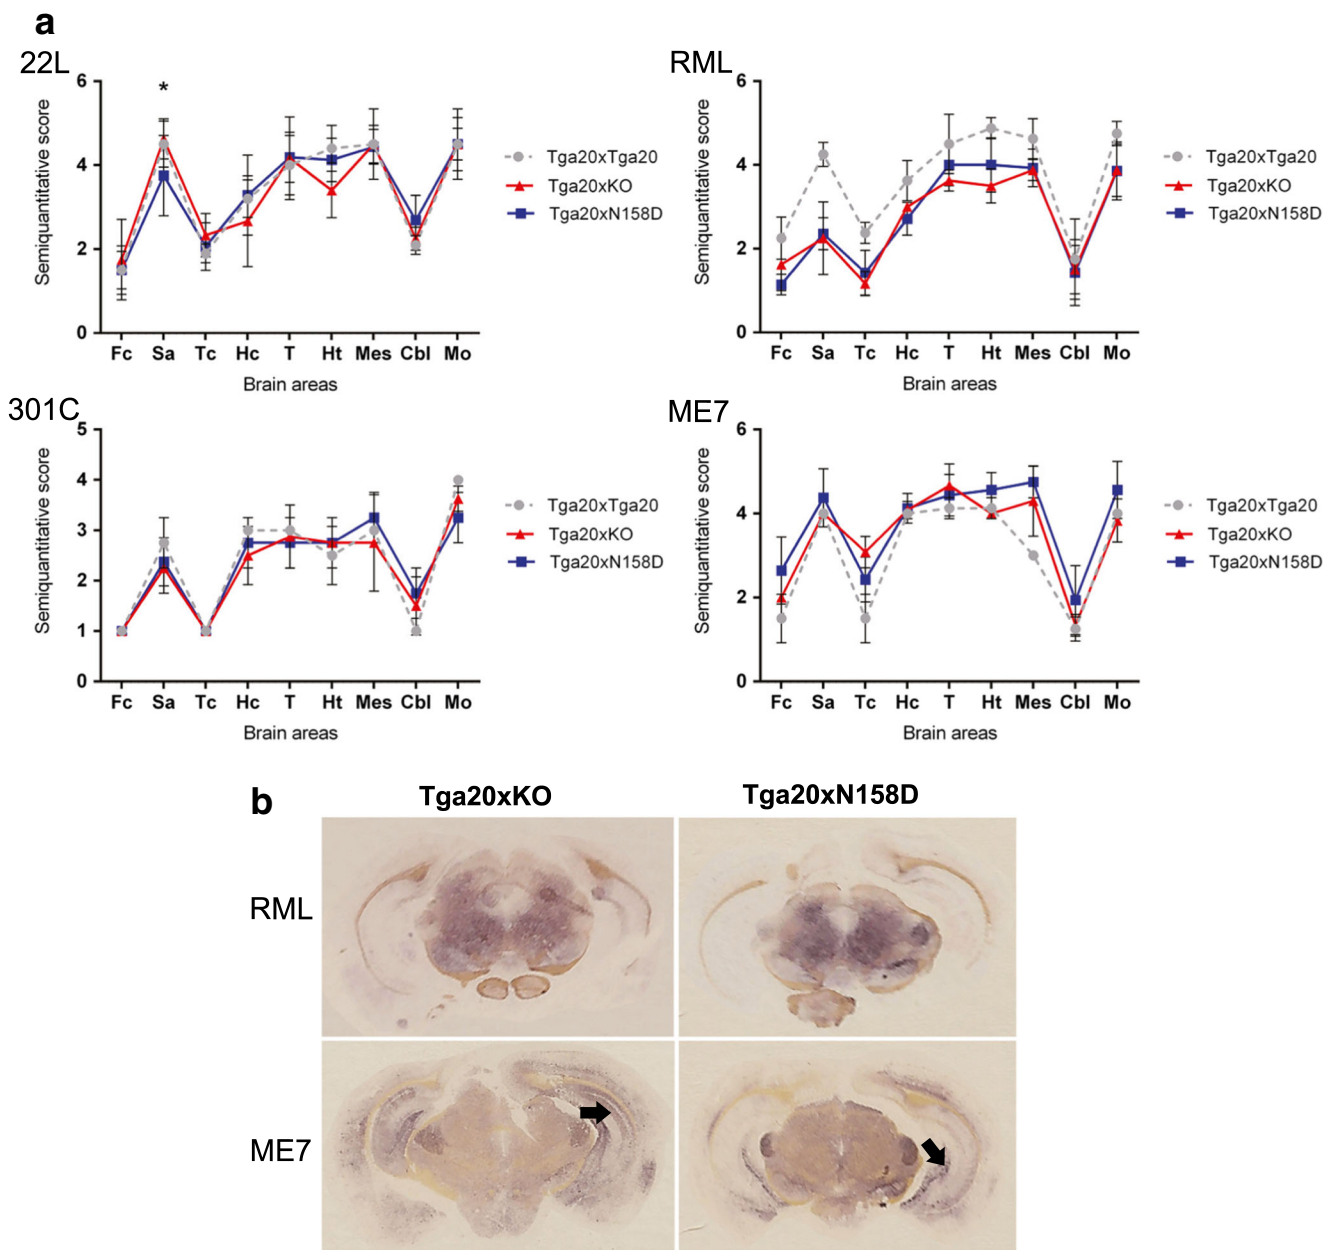 a
22L
6
4
2
0
*
Semiquantitative score
Fc Sa Tc Hc T Ht Mes Cbl Mo
Brain areas
Tga20xTga20
Tga20xKO
Tga20xN158D
RML
6
4
2
0
Semiquantitative score
Fc Sa Tc Hc T Ht Mes Cbl Mo
Brain areas
Tga20xTga20
Tga20xKO
Tga20xN158D
301C
5
4
3
2
1
0
Semiquantitative score
Fc Sa Tc Hc T Ht Mes Cbl Mo
Brain areas
Tga20xTga20
Tga20xKO
Tga20xN158D
ME7
6
4
2
0
Semiquantitative score
Fc Sa Tc Hc T Ht Mes Cbl Mo
Brain areas
Tga20xTga20
Tga20xKO
Tga20xN158D
b
Tga20xKO
Tga20xN158D
RML
ME7